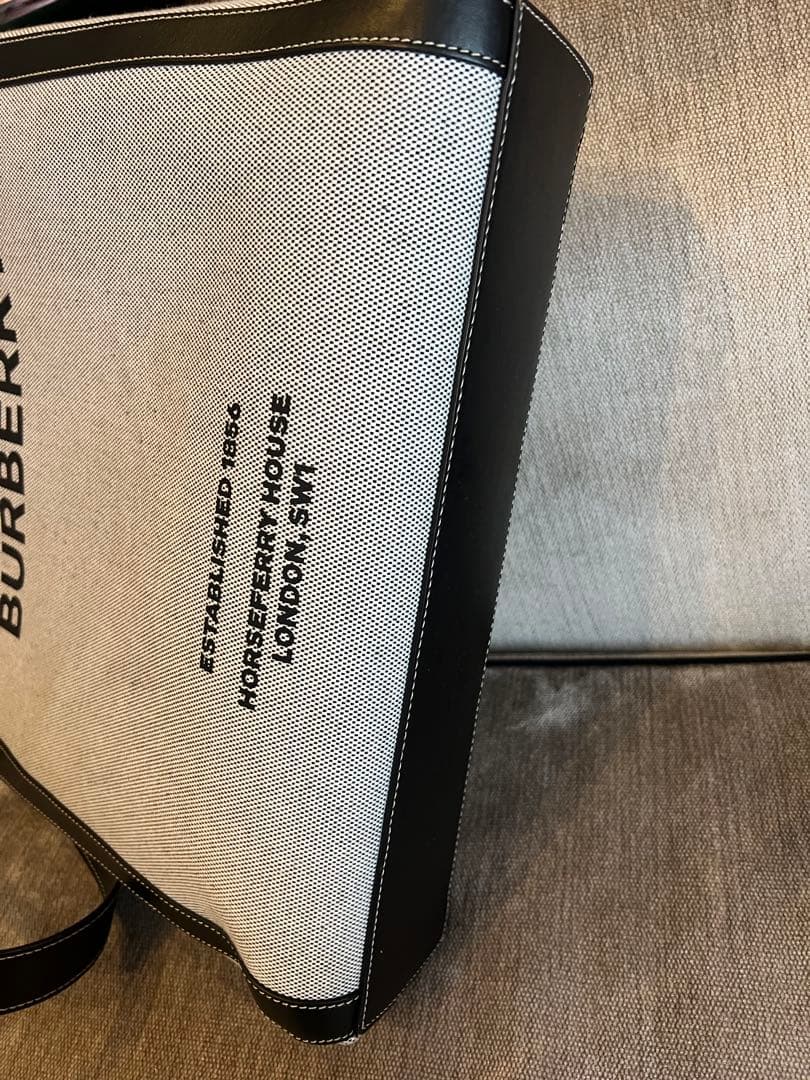 BURBERRY
ESTABLISHED 1856
HORSEFERRY HOUSE
LONDON, SW1